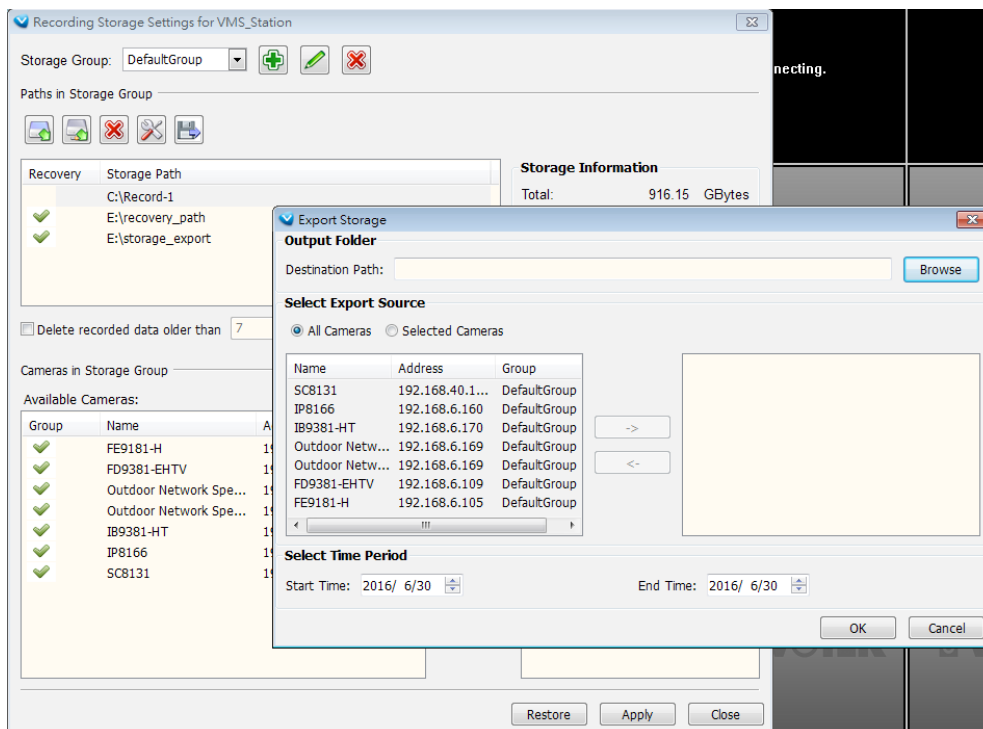 Recording Storage Settings for VMS_Station
Storage Group: DefaultGroup
necting.
Paths in Storage Group
Recovery Storage Path
C:\Record-1
E:\recovery_path
E:\storage_export
Storage Information
Total: 916.15 GBytes
Export Storage
Output Folder
Destination Path: Browse
Select Export Source
All Cameras Selected Cameras
Name Address Group
SC8131 192.168.40.1... DefaultGroup
IP8166 192.168.6.160 DefaultGroup
IB9381-HT 192.168.6.170 DefaultGroup
Outdoor Netw... 192.168.6.169 DefaultGroup
Outdoor Netw... 192.168.6.169 DefaultGroup
FD9381-EHTV 192.168.6.109 DefaultGroup
FE9181-H 192.168.6.105 DefaultGroup
->
<-
Select Time Period
Start Time: 2016/ 6/30 End Time: 2016/ 6/30
OK Cancel
Delete recorded data older than 7
Cameras in Storage Group
Available Cameras:
Group Name A
FE9181-H 19
FD9381-EHTV 19
Outdoor Network Spe... 19
Outdoor Network Spe... 19
IB9381-HT 19
IP8166 19
SC8131 19
Restore Apply Close